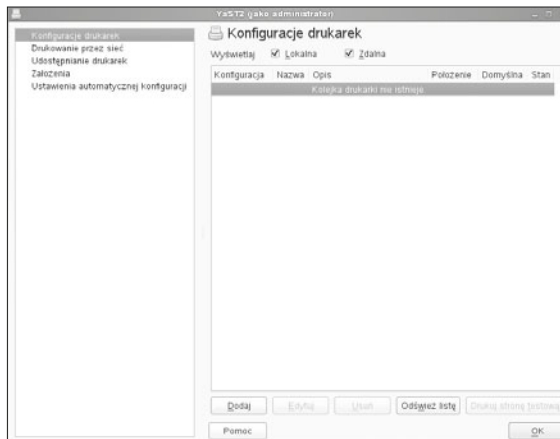 YaST2 (jako administrator)
Konfiguracje drukarek
Drukowanie przez sieć
Udostępnianie drukarek
Założenia
Ustawienia automatycznej konfiguracji
Konfiguracje drukarek
Wyświetlaj Lokalna Zdalna
Konfiguracja Nazwa Opis Położenie Domyślna Stan
Kolejka drukarki nie istnieje
Dodaj Edytuj Usuń Odśwież listę Drukuj stronę testową
Pomoc OK